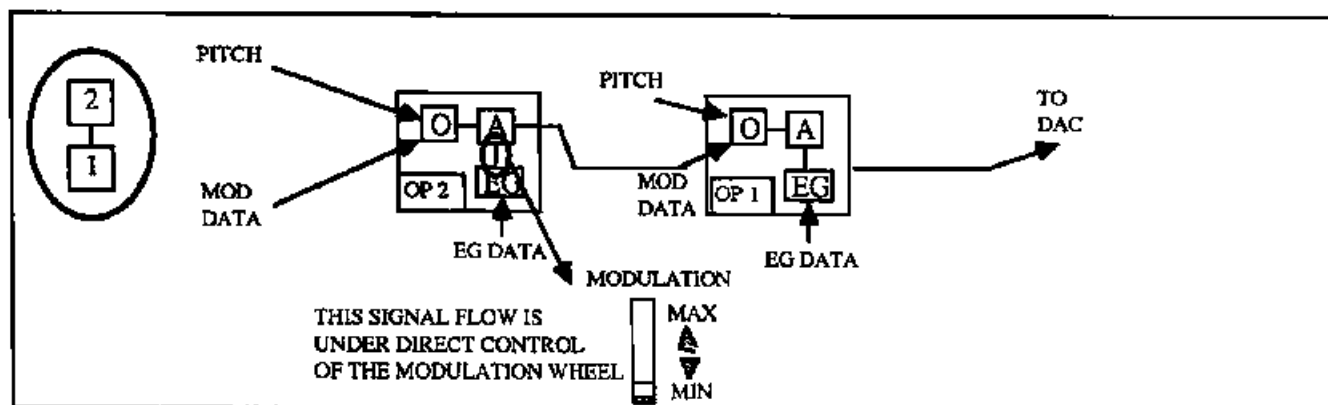 PITCH
2
1
MOD
DATA
O
A
EG
OP 2
EG DATA
PITCH
MOD
DATA
O
A
EG
OP 1
EG DATA
TO
DAC
MODULATION
MAX
MIN
THIS SIGNAL FLOW IS
UNDER DIRECT CONTROL
OF THE MODULATION WHEEL